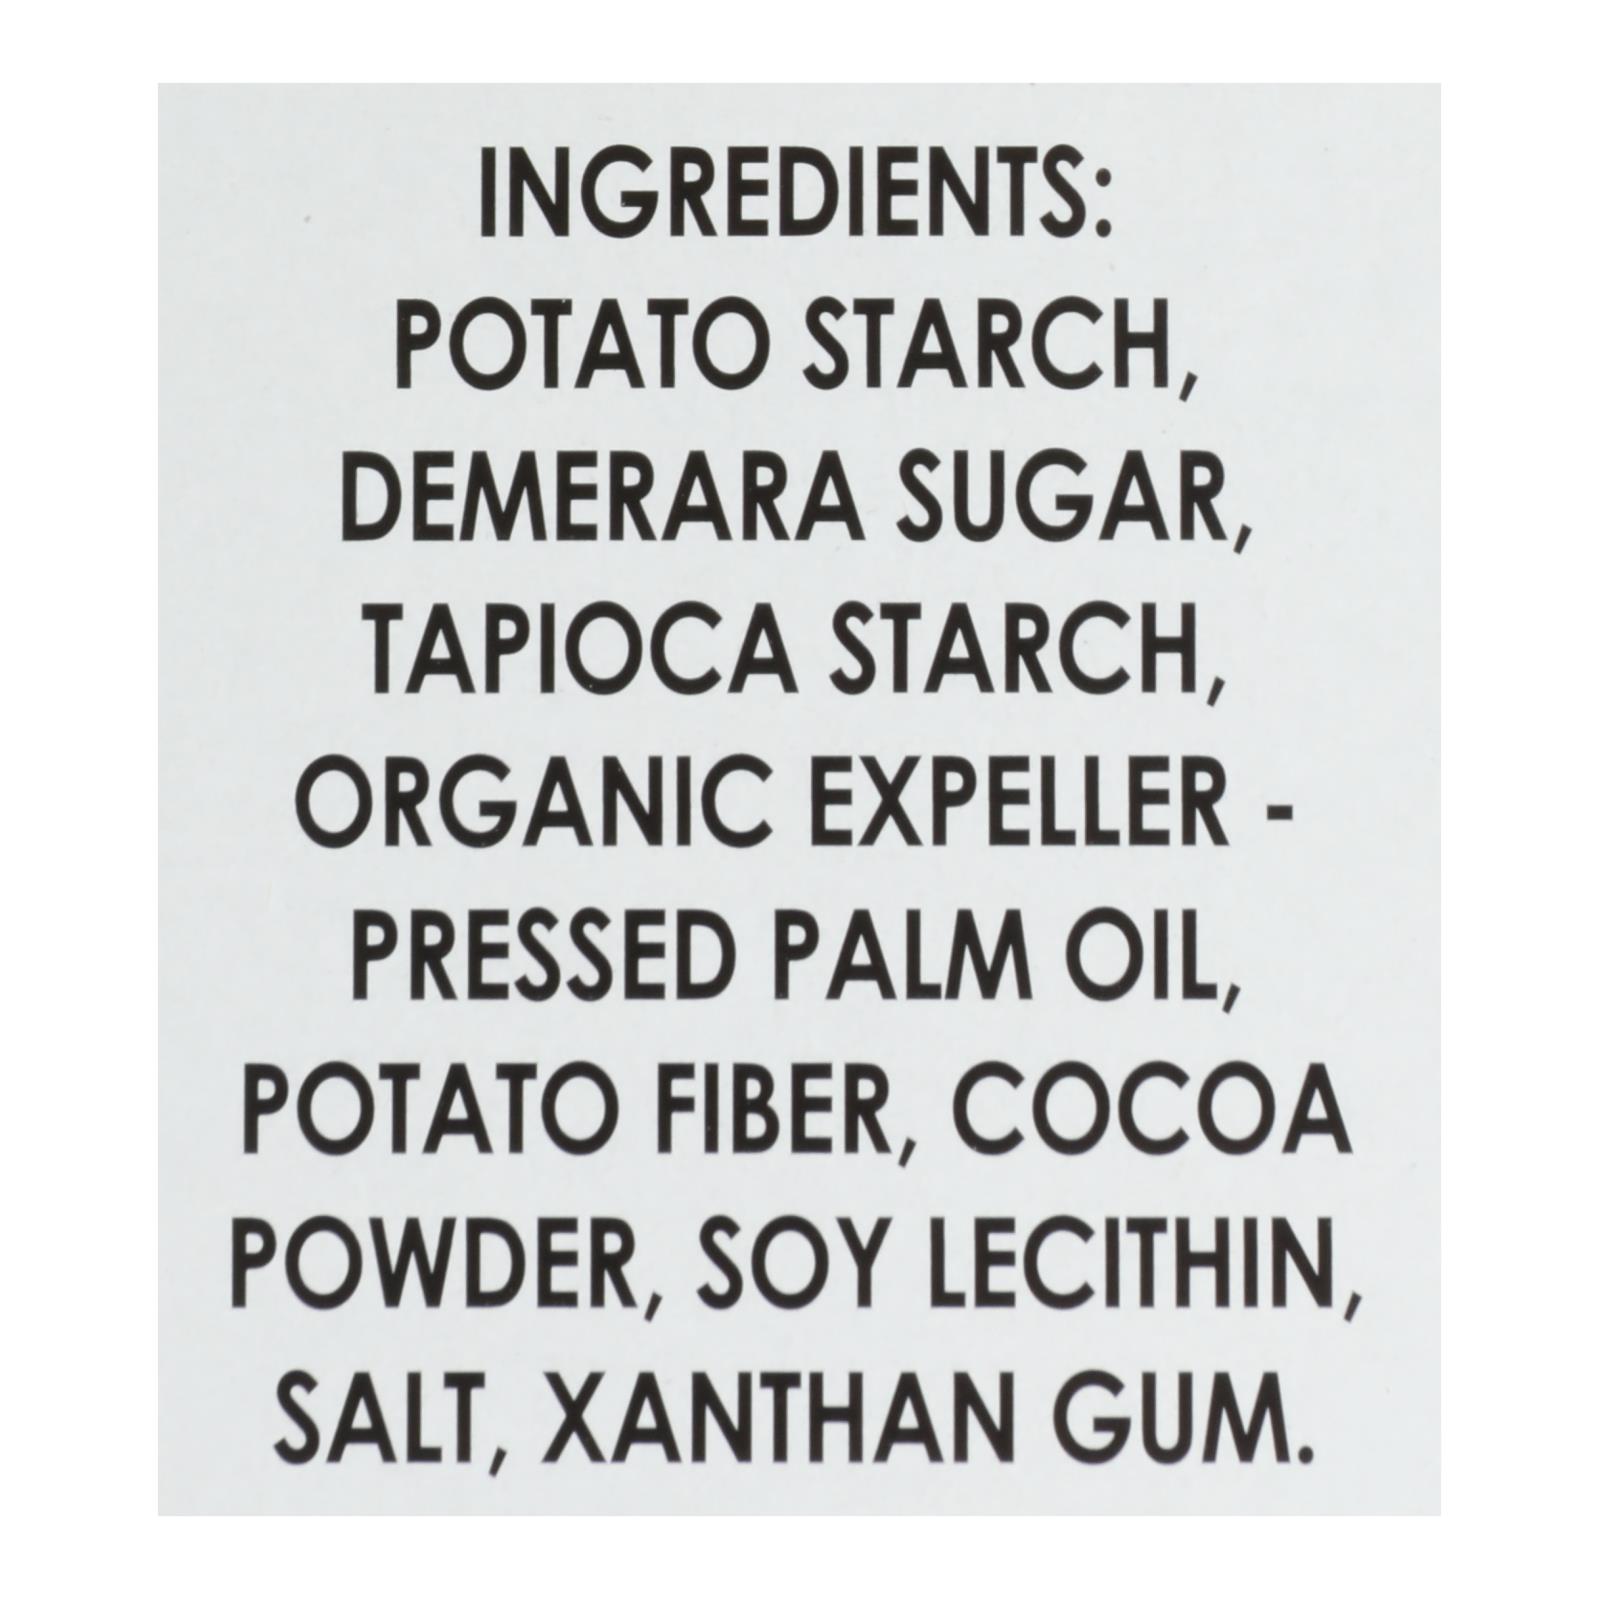 INGREDIENTS:
POTATO STARCH,
DEMERARA SUGAR,
TAPIOCA STARCH,
ORGANIC EXPELLER -
PRESSED PALM OIL,
POTATO FIBER, COCOA
POWDER, SOY LECITHIN,
SALT, XANTHAN GUM.